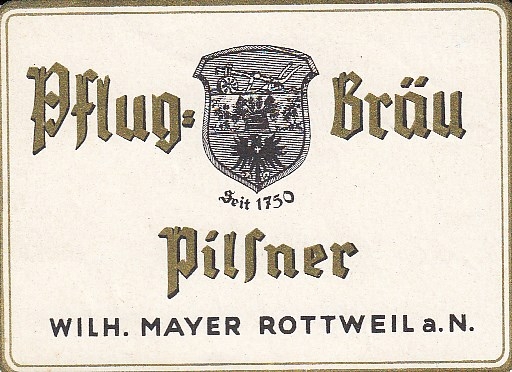 Pflug-Bräu
Seit 1750
Pilsner
WILH. MAYER ROTTWEIL a. N.